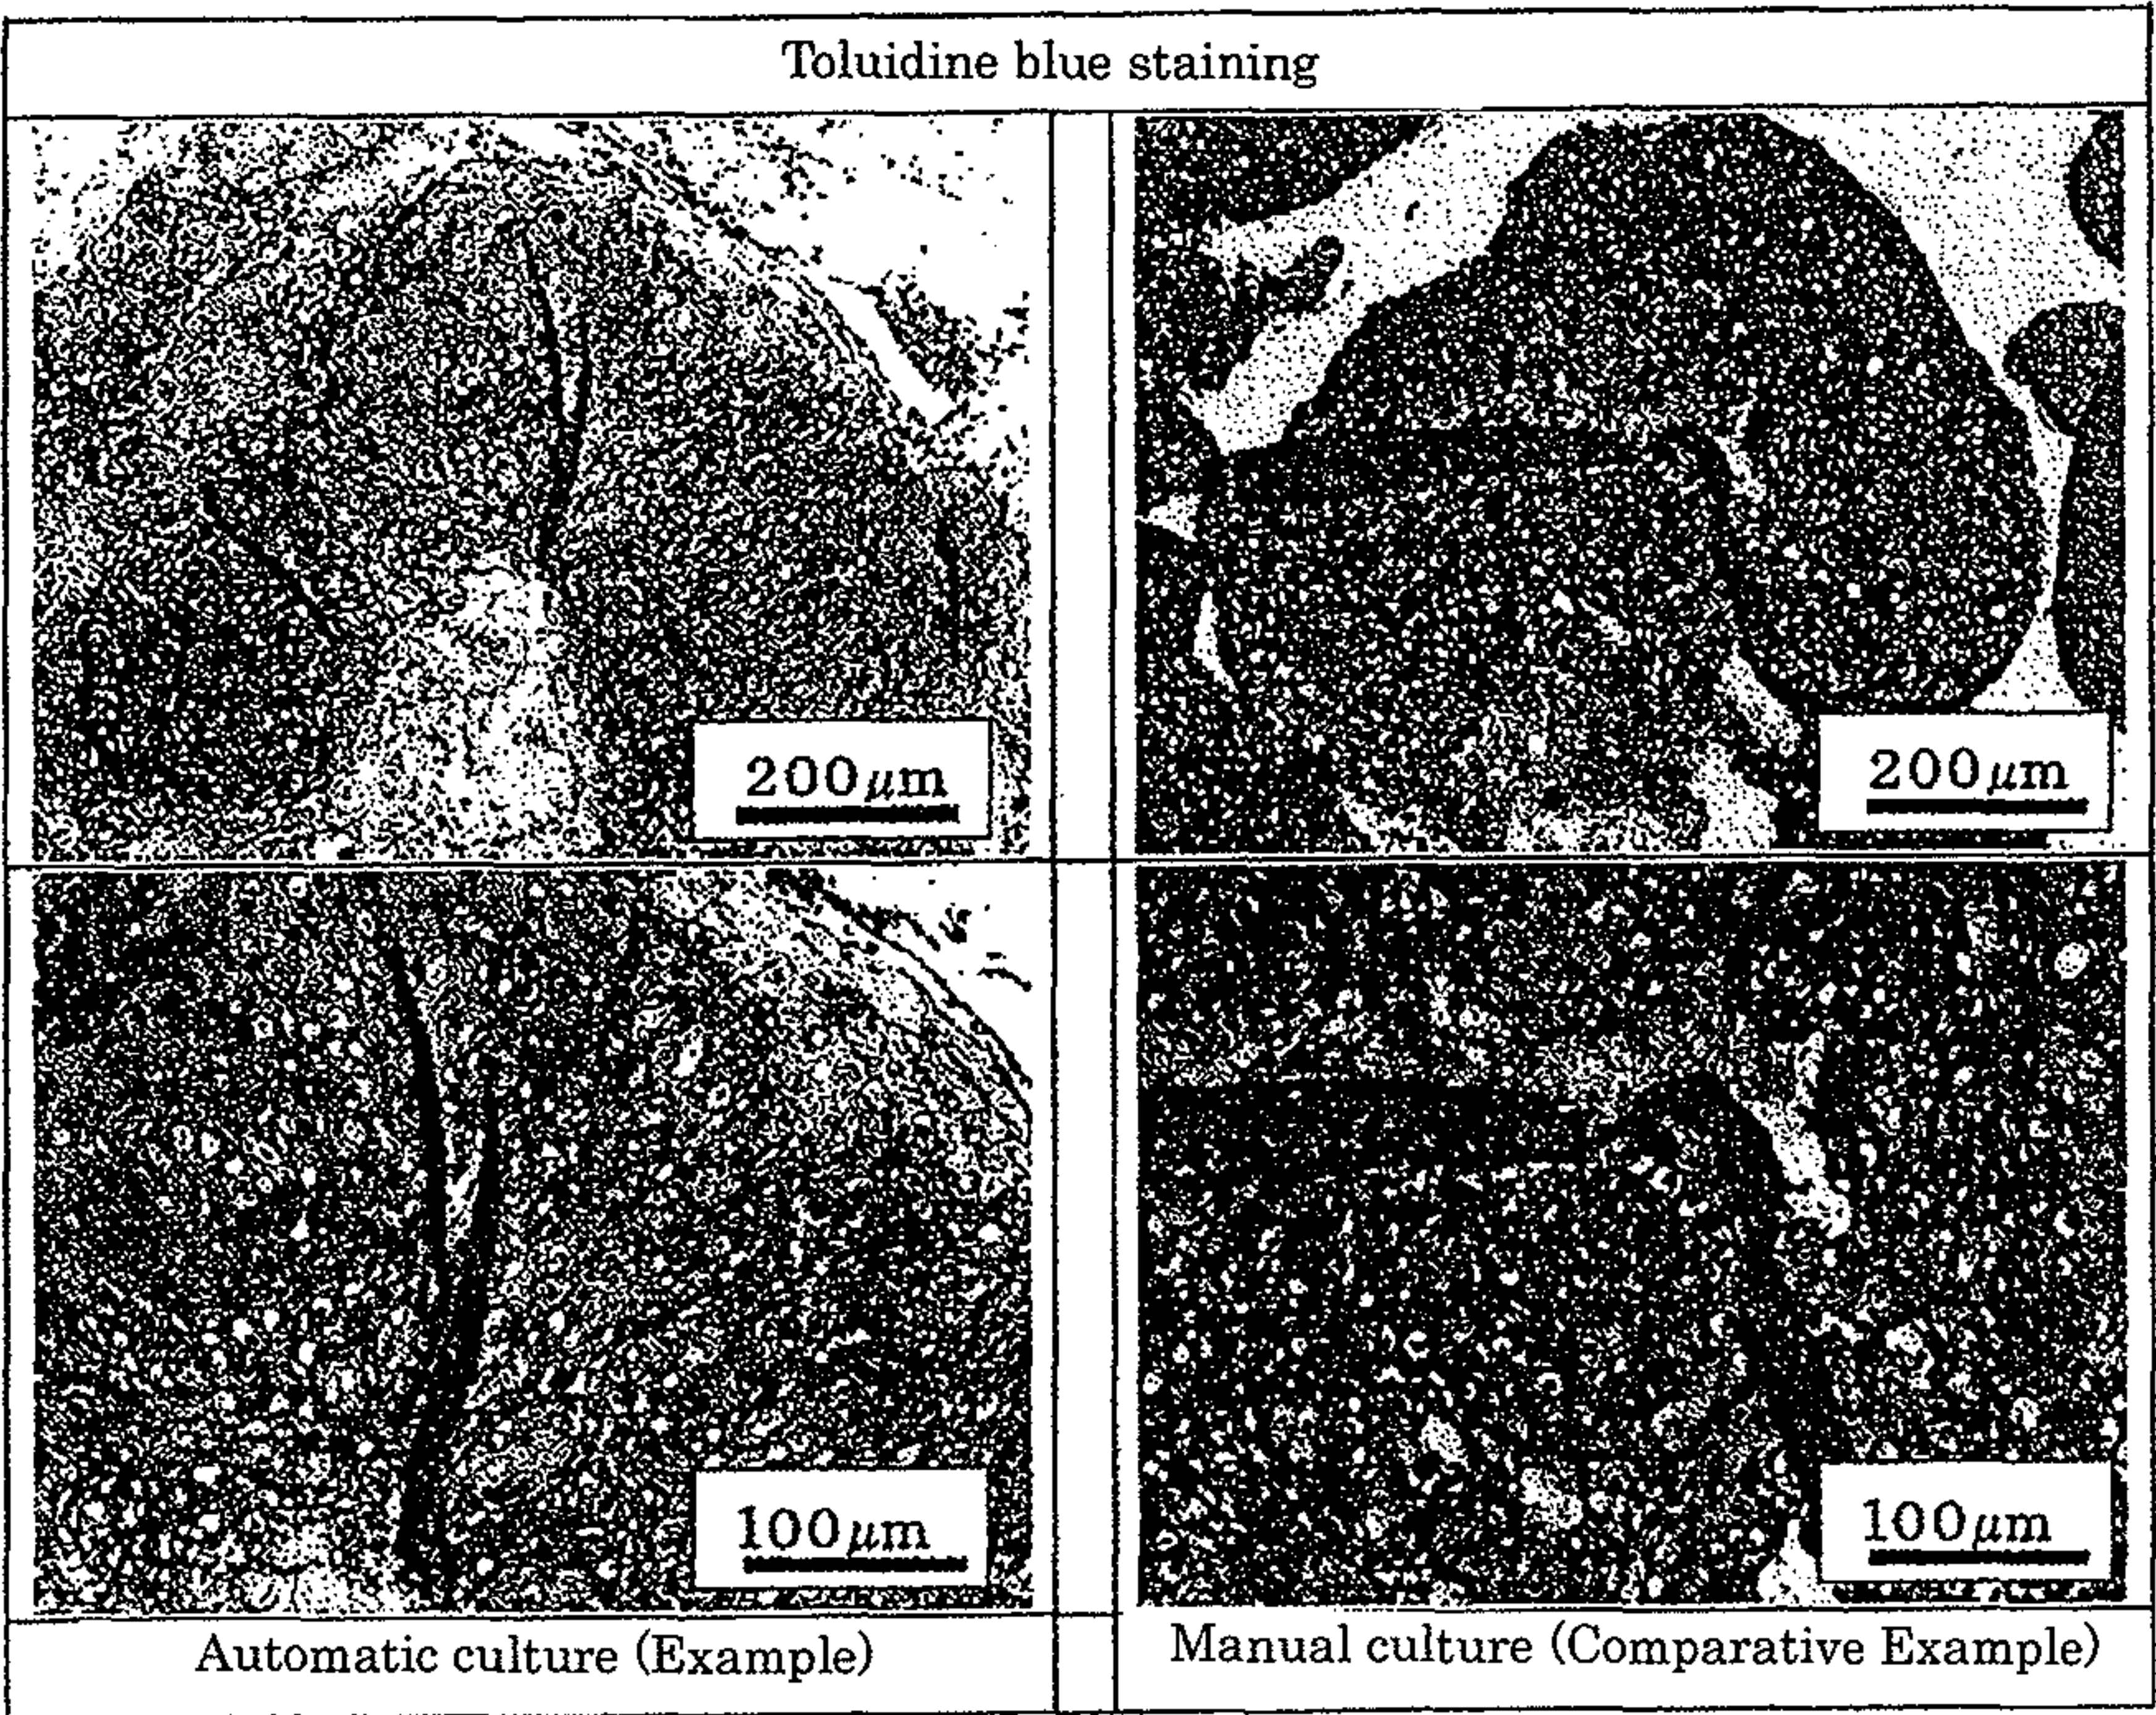 Toluidine blue staining
200μm
200μm
100μm
100μm
Automatic culture (Example)
Manual culture (Comparative Example)